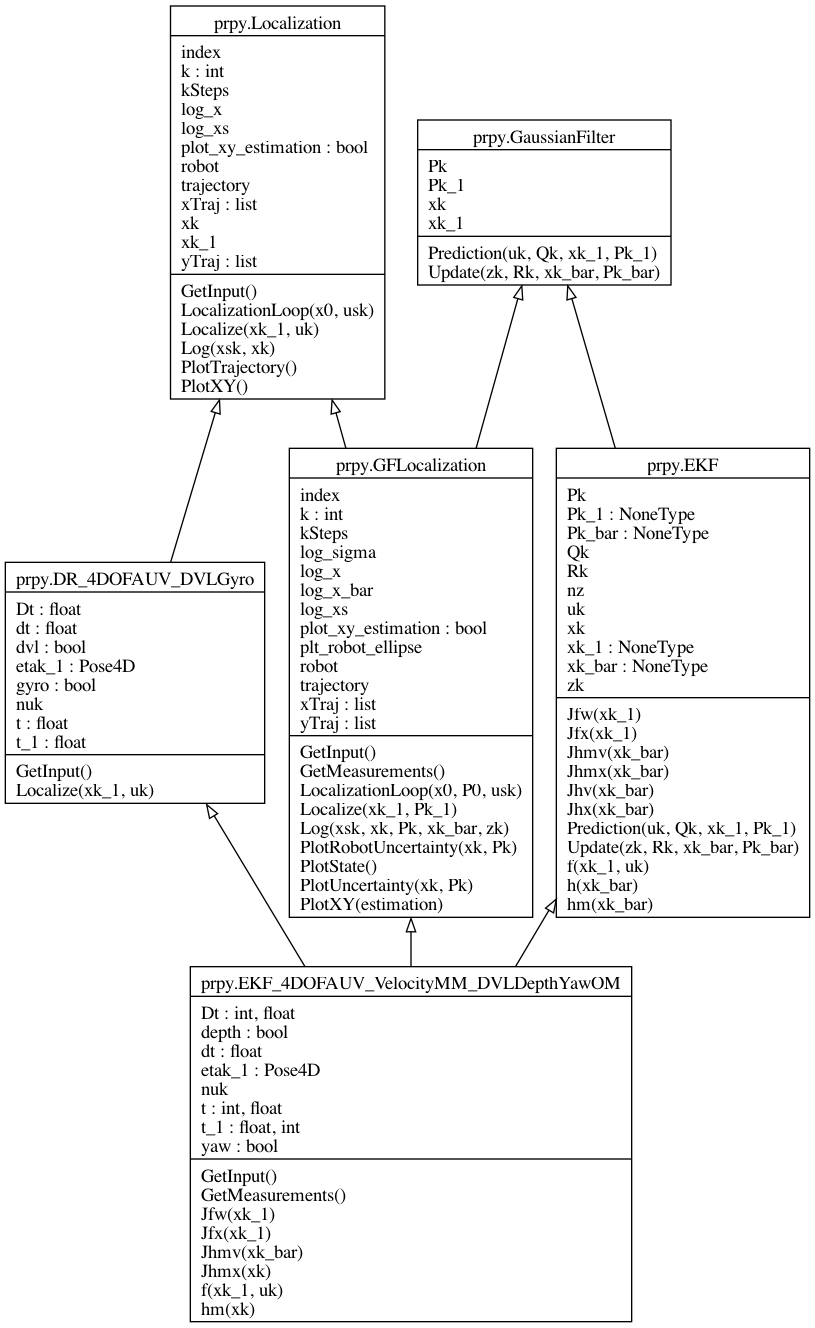 prpy.Localization
index
k : int
kSteps
log_x
log_xs
plot_xy_estimation : bool
robot
trajectory
xTraj : list
xk
xk_1
yTraj : list
GetInput()
LocalizationLoop(x0, usk)
Localize(xk_1, uk)
Log(xsk, xk)
PlotTrajectory()
PlotXY()
prpy.GaussianFilter
Pk
Pk_1
xk
xk_1
Prediction(uk, Qk, xk_1, Pk_1)
Update(zk, Rk, xk_bar, Pk_bar)
prpy.DR_4DOFAUV_DVLGyro
Dt : float
dt : float
dvl : bool
etak_1 : Pose4D
gyro : bool
nuk
t : float
t_1 : float
GetInput()
Localize(xk_1, uk)
prpy.GFLocalization
index
k : int
kSteps
log_sigma
log_x
log_x_bar
log_xs
plot_xy_estimation : bool
plt_robot_ellipse
robot
trajectory
xTraj : list
yTraj : list
GetInput()
GetMeasurements()
LocalizationLoop(x0, P0, usk)
Localize(xk_1, Pk_1)
Log(xsk, xk, Pk, xk_bar, zk)
PlotRobotUncertainty(xk, Pk)
PlotState()
PlotUncertainty(xk, Pk)
PlotXY(estimation)
prpy.EKF
Pk
Pk_1 : NoneType
Pk_bar : NoneType
Qk
Rk
nz
uk
xk
xk_1 : NoneType
xk_bar : NoneType
zk
Jfw(xk_1)
Jfx(xk_1)
Jhmv(xk_bar)
Jhmx(xk_bar)
Jhv(xk_bar)
Jhx(xk_bar)
Prediction(uk, Qk, xk_1, Pk_1)
Update(zk, Rk, xk_bar, Pk_bar)
f(xk_1, uk)
h(xk_bar)
hm(xk_bar)
prpy.EKF_4DOFAUV_VelocityMM_DVLDepthYawOM
Dt : int, float
depth : bool
dt : float
etak_1 : Pose4D
nuk
t : int, float
t_1 : float, int
yaw : bool
GetInput()
GetMeasurements()
Jfw(xk_1)
Jfx(xk_1)
Jhmv(xk_bar)
Jhmx(xk)
f(xk_1, uk)
hm(xk)